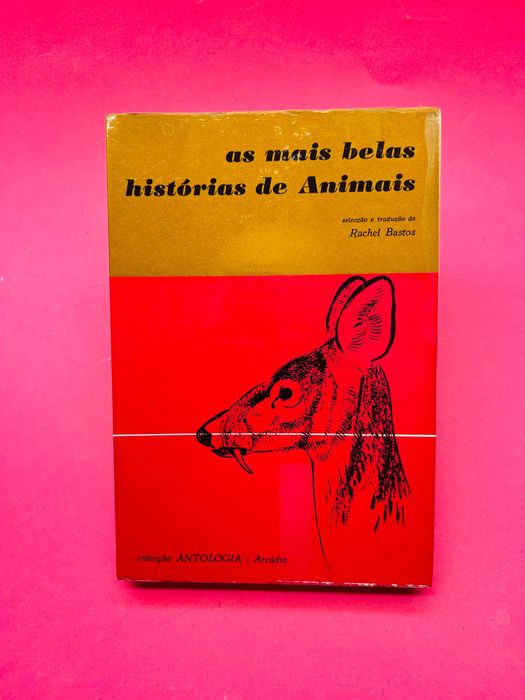 as mais belas
histórias de Animais
selecção e tradução de
Rachel Bastos
colecção ANTOLOGIA | Arcádia